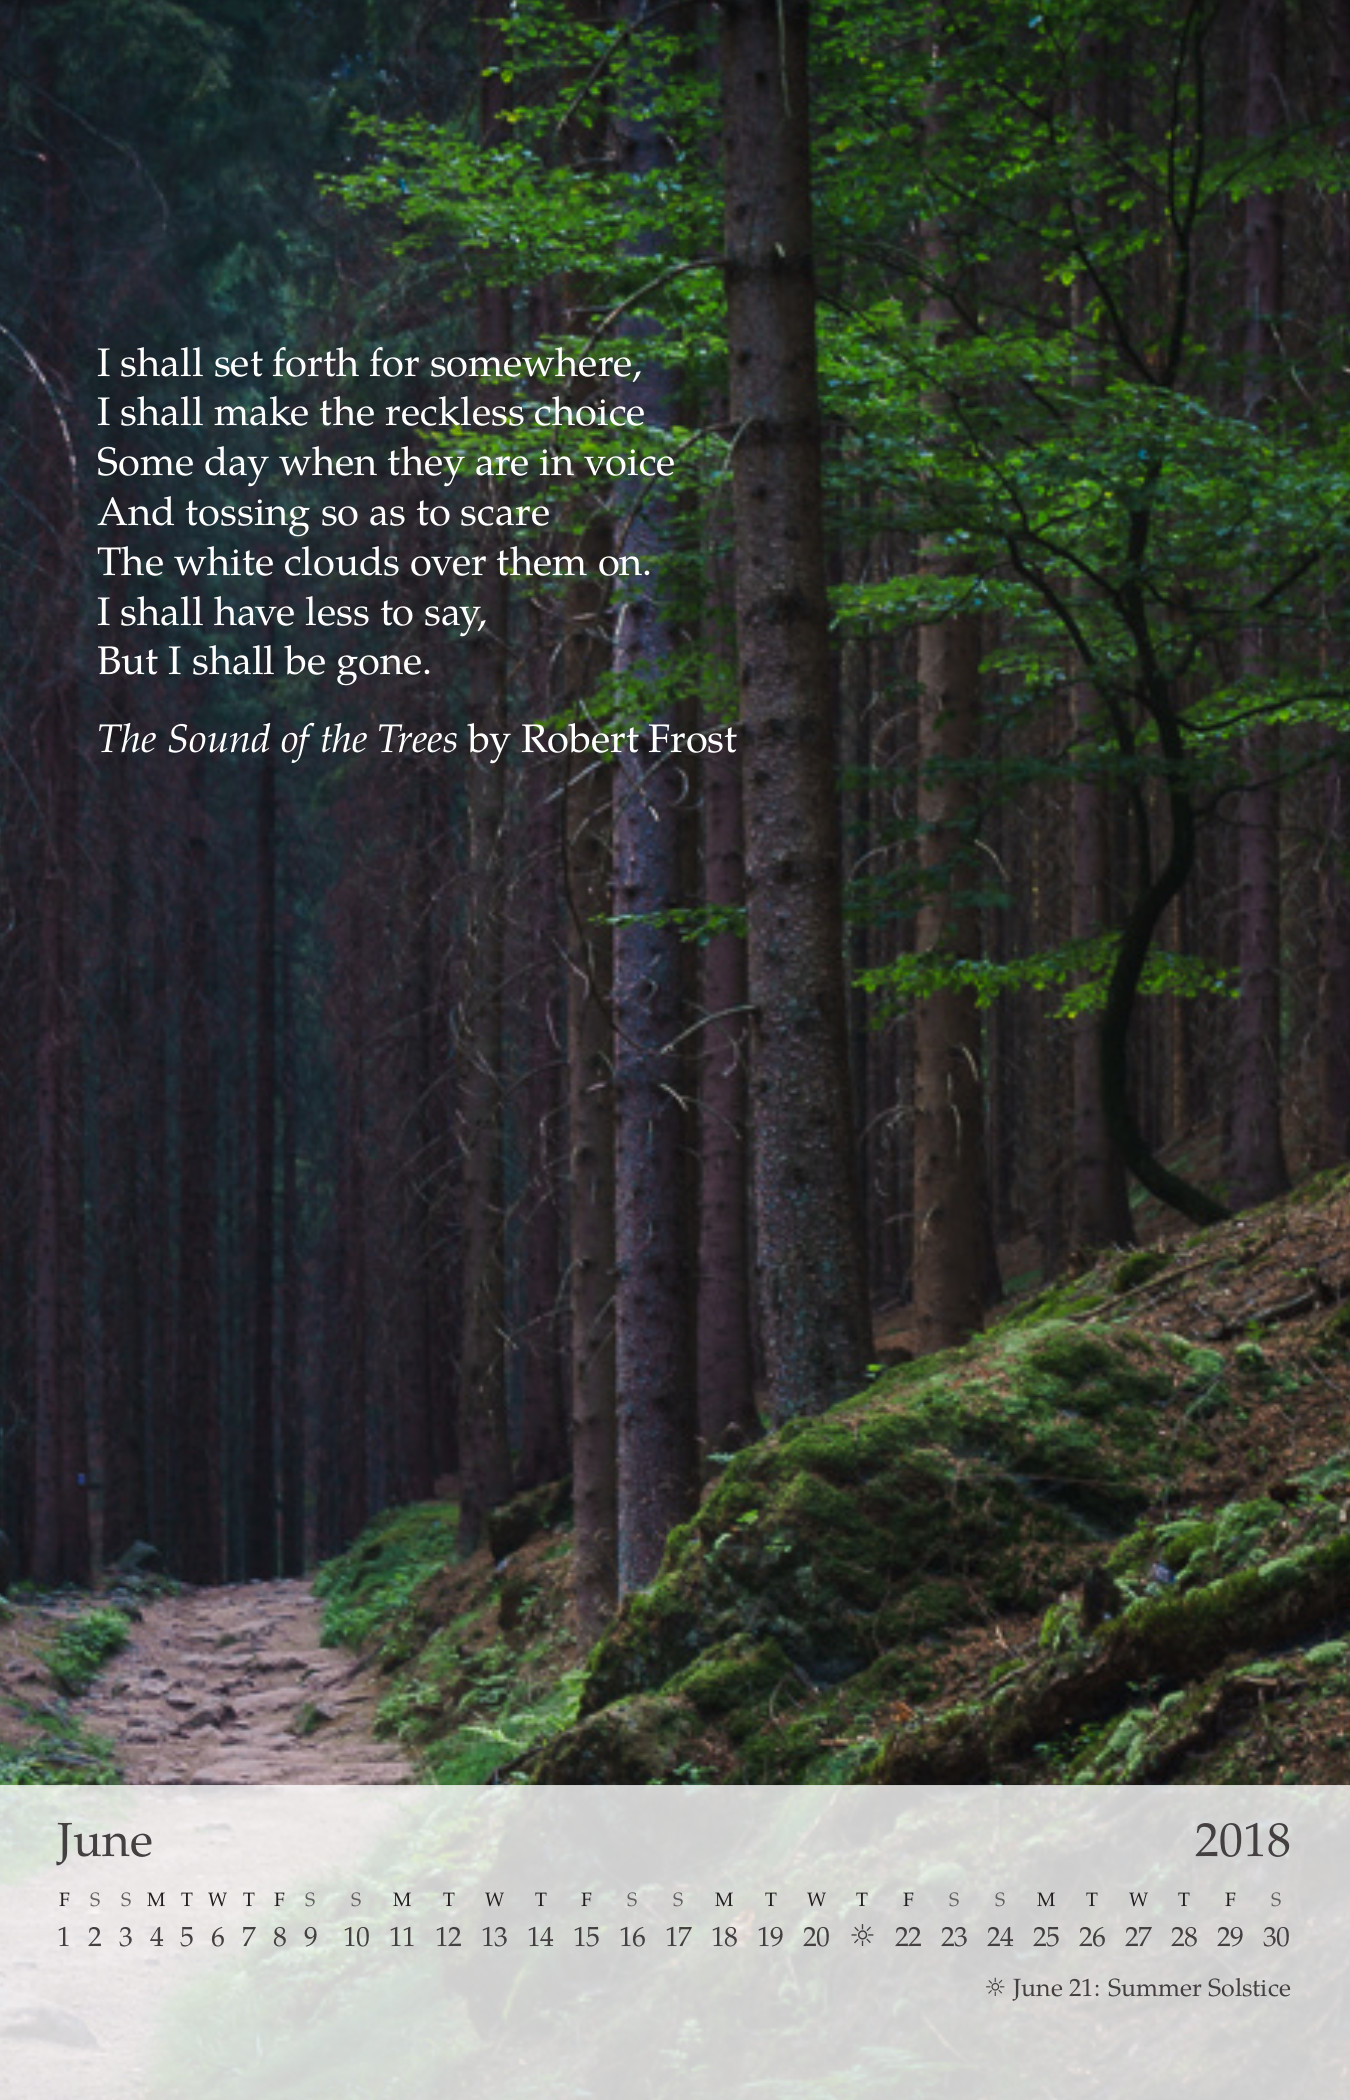 I shall set forth for somewhere,
I shall make the reckless choice
Some day when they are in voice
And tossing so as to scare
The white clouds over them on.
I shall have less to say,
But I shall be gone.
The Sound of the Trees by Robert Frost
June 2018
F S S M T W T F S S M T W T F S S M T W T F S S M T W T F S
1 2 3 4 5 6 7 8 9 10 11 12 13 14 15 16 17 18 19 20 ☼ 22 23 24 25 26 27 28 29 30
☼ June 21: Summer Solstice